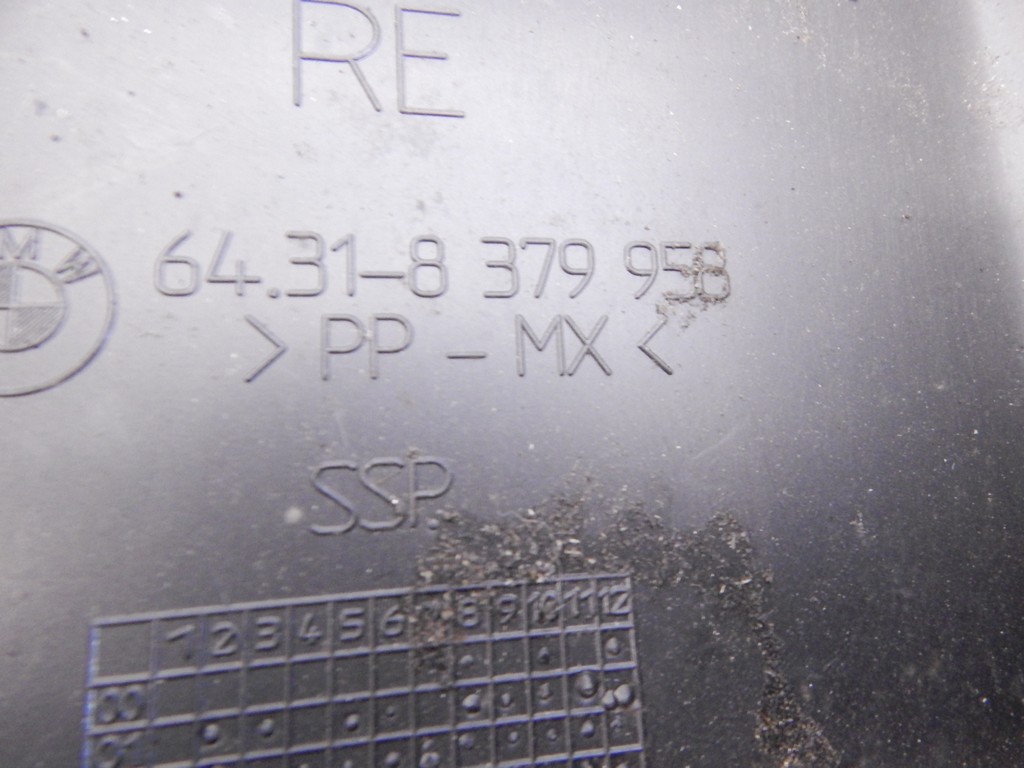 RE
BMW
64.31-8 379 958
>PP-MX<
SSP.
1 2 3 4 5 6 7 8 9 10 11 12